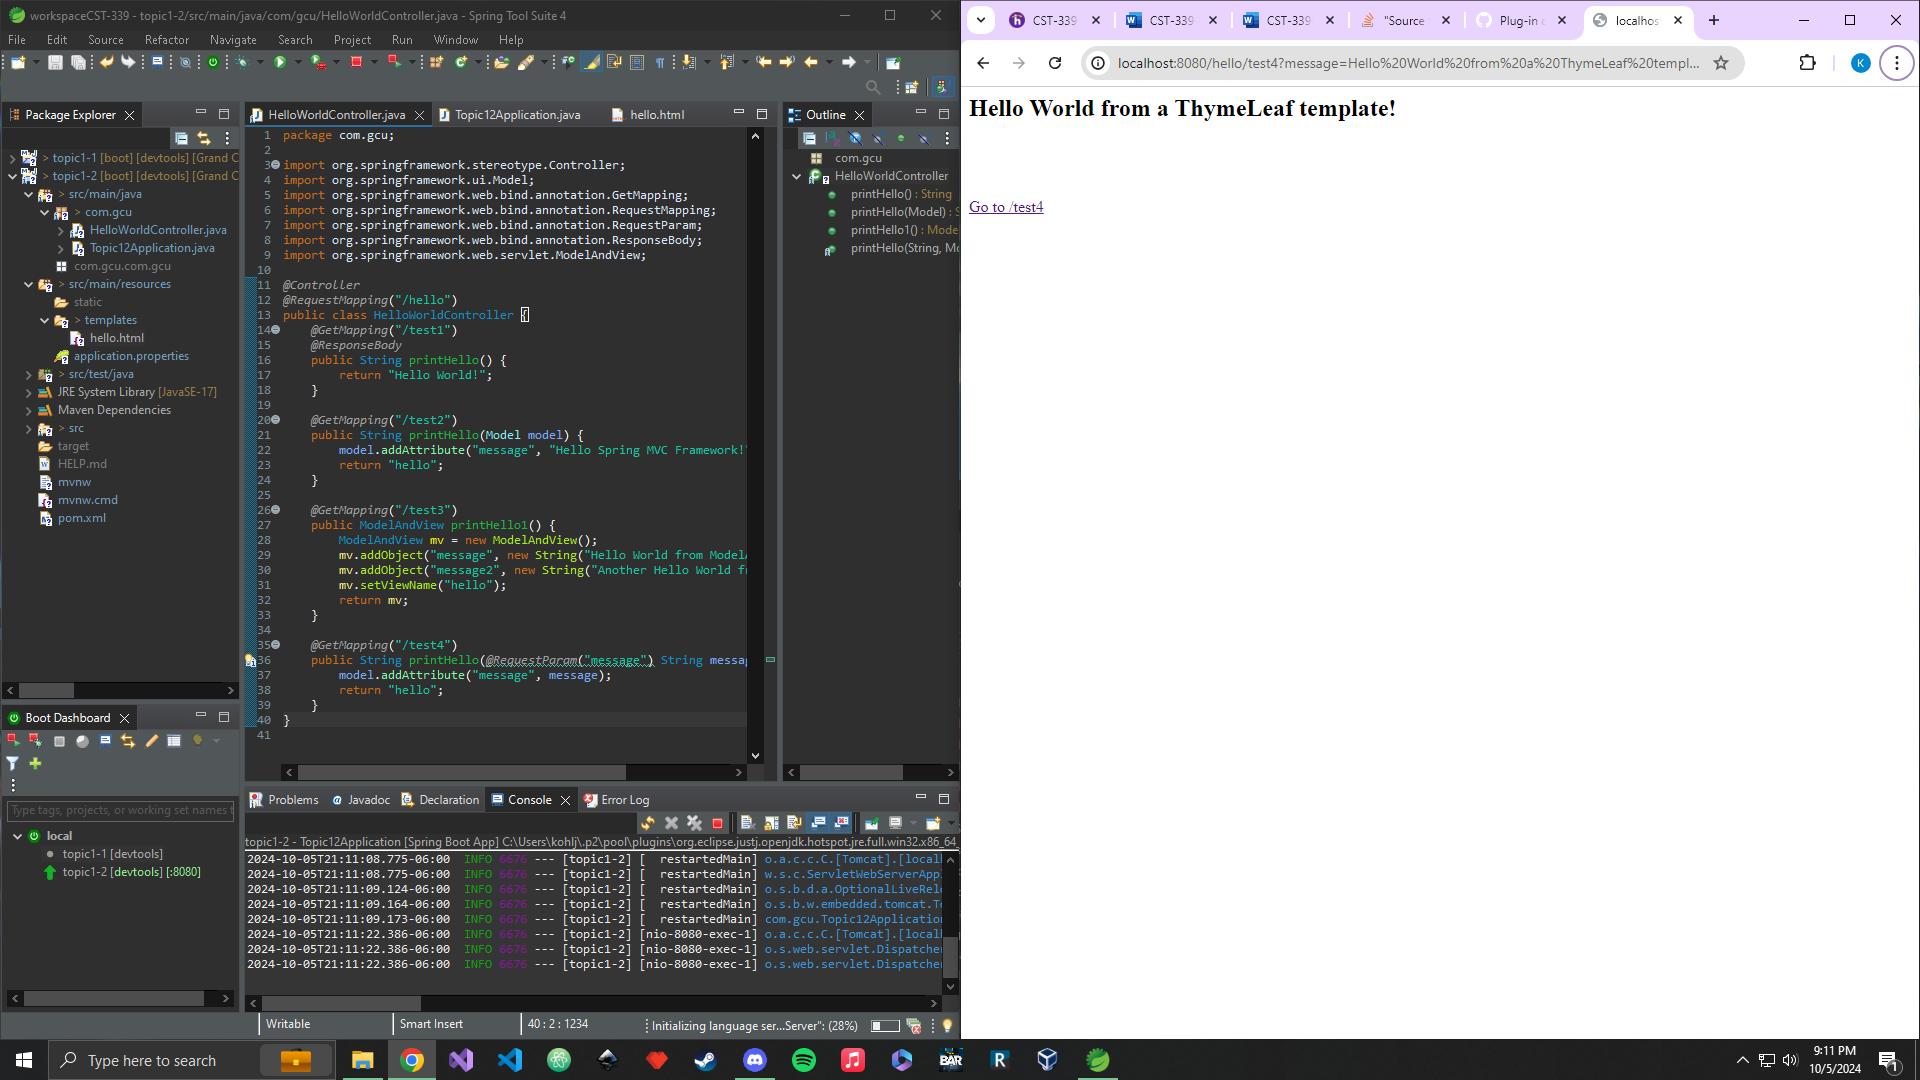 workspaceCST-339 - topic1-2/src/main/java/com/gcu/HelloWorldController.java - Spring Tool Suite 4
File Edit Source Refactor Navigate Search Project Run Window Help
Package Explorer
> topic1-1 [boot] [devtools] [Grand C
> topic1-2 [boot] [devtools] [Grand C
> src/main/java
> com.gcu
HelloWorldController.java
Topic12Application.java
com.gcu.com.gcu
> src/main/resources
static
> templates
hello.html
application.properties
> src/test/java
JRE System Library [JavaSE-17]
Maven Dependencies
> src
target
HELP.md
mvnw
mvnw.cmd
pom.xml
Boot Dashboard
Type tags, projects, or working set names t
local
topic1-1 [devtools]
topic1-2 [devtools] [:8080]
HelloWorldController.java Topic12Application.java hello.html
1 package com.gcu;
2
3 import org.springframework.stereotype.Controller;
4 import org.springframework.ui.Model;
5 import org.springframework.web.bind.annotation.GetMapping;
6 import org.springframework.web.bind.annotation.RequestMapping;
7 import org.springframework.web.bind.annotation.RequestParam;
8 import org.springframework.web.bind.annotation.ResponseBody;
9 import org.springframework.web.servlet.ModelAndView;
10
11 @Controller
12 @RequestMapping("/hello")
13 public class HelloWorldController {
14 @GetMapping("/test1")
15 @ResponseBody
16 public String printHello() {
17 return "Hello World!";
18 }
19
20 @GetMapping("/test2")
21 public String printHello(Model model) {
22 model.addAttribute("message", "Hello Spring MVC Framework!"
23 return "hello";
24 }
25
26 @GetMapping("/test3")
27 public ModelAndView printHello1() {
28 ModelAndView mv = new ModelAndView();
29 mv.addObject("message", new String("Hello World from ModelA
30 mv.addObject("message2", new String("Another Hello World fr
31 mv.setViewName("hello");
32 return mv;
33 }
34
35 @GetMapping("/test4")
36 public String printHello(@RequestParam("message") String messag
37 model.addAttribute("message", message);
38 return "hello";
39 }
40 }
41
Outline
com.gcu
HelloWorldController
printHello() : String
printHello(Model) : S
printHello1() : Mode
printHello(String, Mo
Problems Javadoc Declaration Console Error Log
topic1-2 - Topic12Application [Spring Boot App] C:\Users\kohlj\.p2\pool\plugins\org.eclipse.justj.openjdk.hotspot.jre.full.win32.x86_64_
2024-10-05T21:11:08.775-06:00 INFO 6676 --- [topic1-2] [ restartedMain] o.a.c.c.C.[Tomcat].[local
2024-10-05T21:11:08.775-06:00 INFO 6676 --- [topic1-2] [ restartedMain] w.s.c.ServletWebServerAppl
2024-10-05T21:11:09.124-06:00 INFO 6676 --- [topic1-2] [ restartedMain] o.s.b.d.a.OptionalLiveRelo
2024-10-05T21:11:09.164-06:00 INFO 6676 --- [topic1-2] [ restartedMain] o.s.b.w.embedded.tomcat.To
2024-10-05T21:11:09.173-06:00 INFO 6676 --- [topic1-2] [ restartedMain] com.gcu.Topic12Application
2024-10-05T21:11:22.386-06:00 INFO 6676 --- [topic1-2] [nio-8080-exec-1] o.a.c.c.C.[Tomcat].[local
2024-10-05T21:11:22.386-06:00 INFO 6676 --- [topic1-2] [nio-8080-exec-1] o.s.web.servlet.Dispatcher
2024-10-05T21:11:22.386-06:00 INFO 6676 --- [topic1-2] [nio-8080-exec-1] o.s.web.servlet.Dispatcher
Writable Smart Insert 40 : 2 : 1234 Initializing language ser...Server": (28%)
CST-339 CST-339 CST-339 "Source Plug-in localhos
localhost:8080/hello/test4?message=Hello%20World%20from%20a%20ThymeLeaf%20templ...
K
Hello World from a ThymeLeaf template!
Go to /test4
Type here to search
BAR
R
9:11 PM
10/5/2024
1